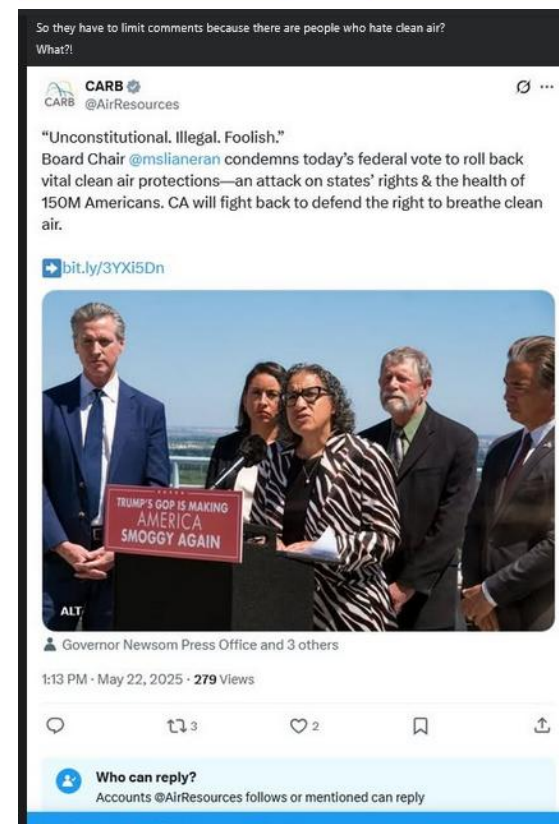 So they have to limit comments because there are people who hate clean air?
What?!
CARB
CARB
@AirResources
“Unconstitutional. Illegal. Foolish.”
Board Chair @mslianeran condemns today’s federal vote to roll back
vital clean air protections—an attack on states’ rights & the health of
150M Americans. CA will fight back to defend the right to breathe clean
air.
bit.ly/3YXi5Dn
TRUMP'S GOP IS MAKING
AMERICA
SMOGGY AGAIN
ALT
Governor Newsom Press Office and 3 others
1:13 PM · May 22, 2025 · 279 Views
3
2
Who can reply?
Accounts @AirResources follows or mentioned can reply